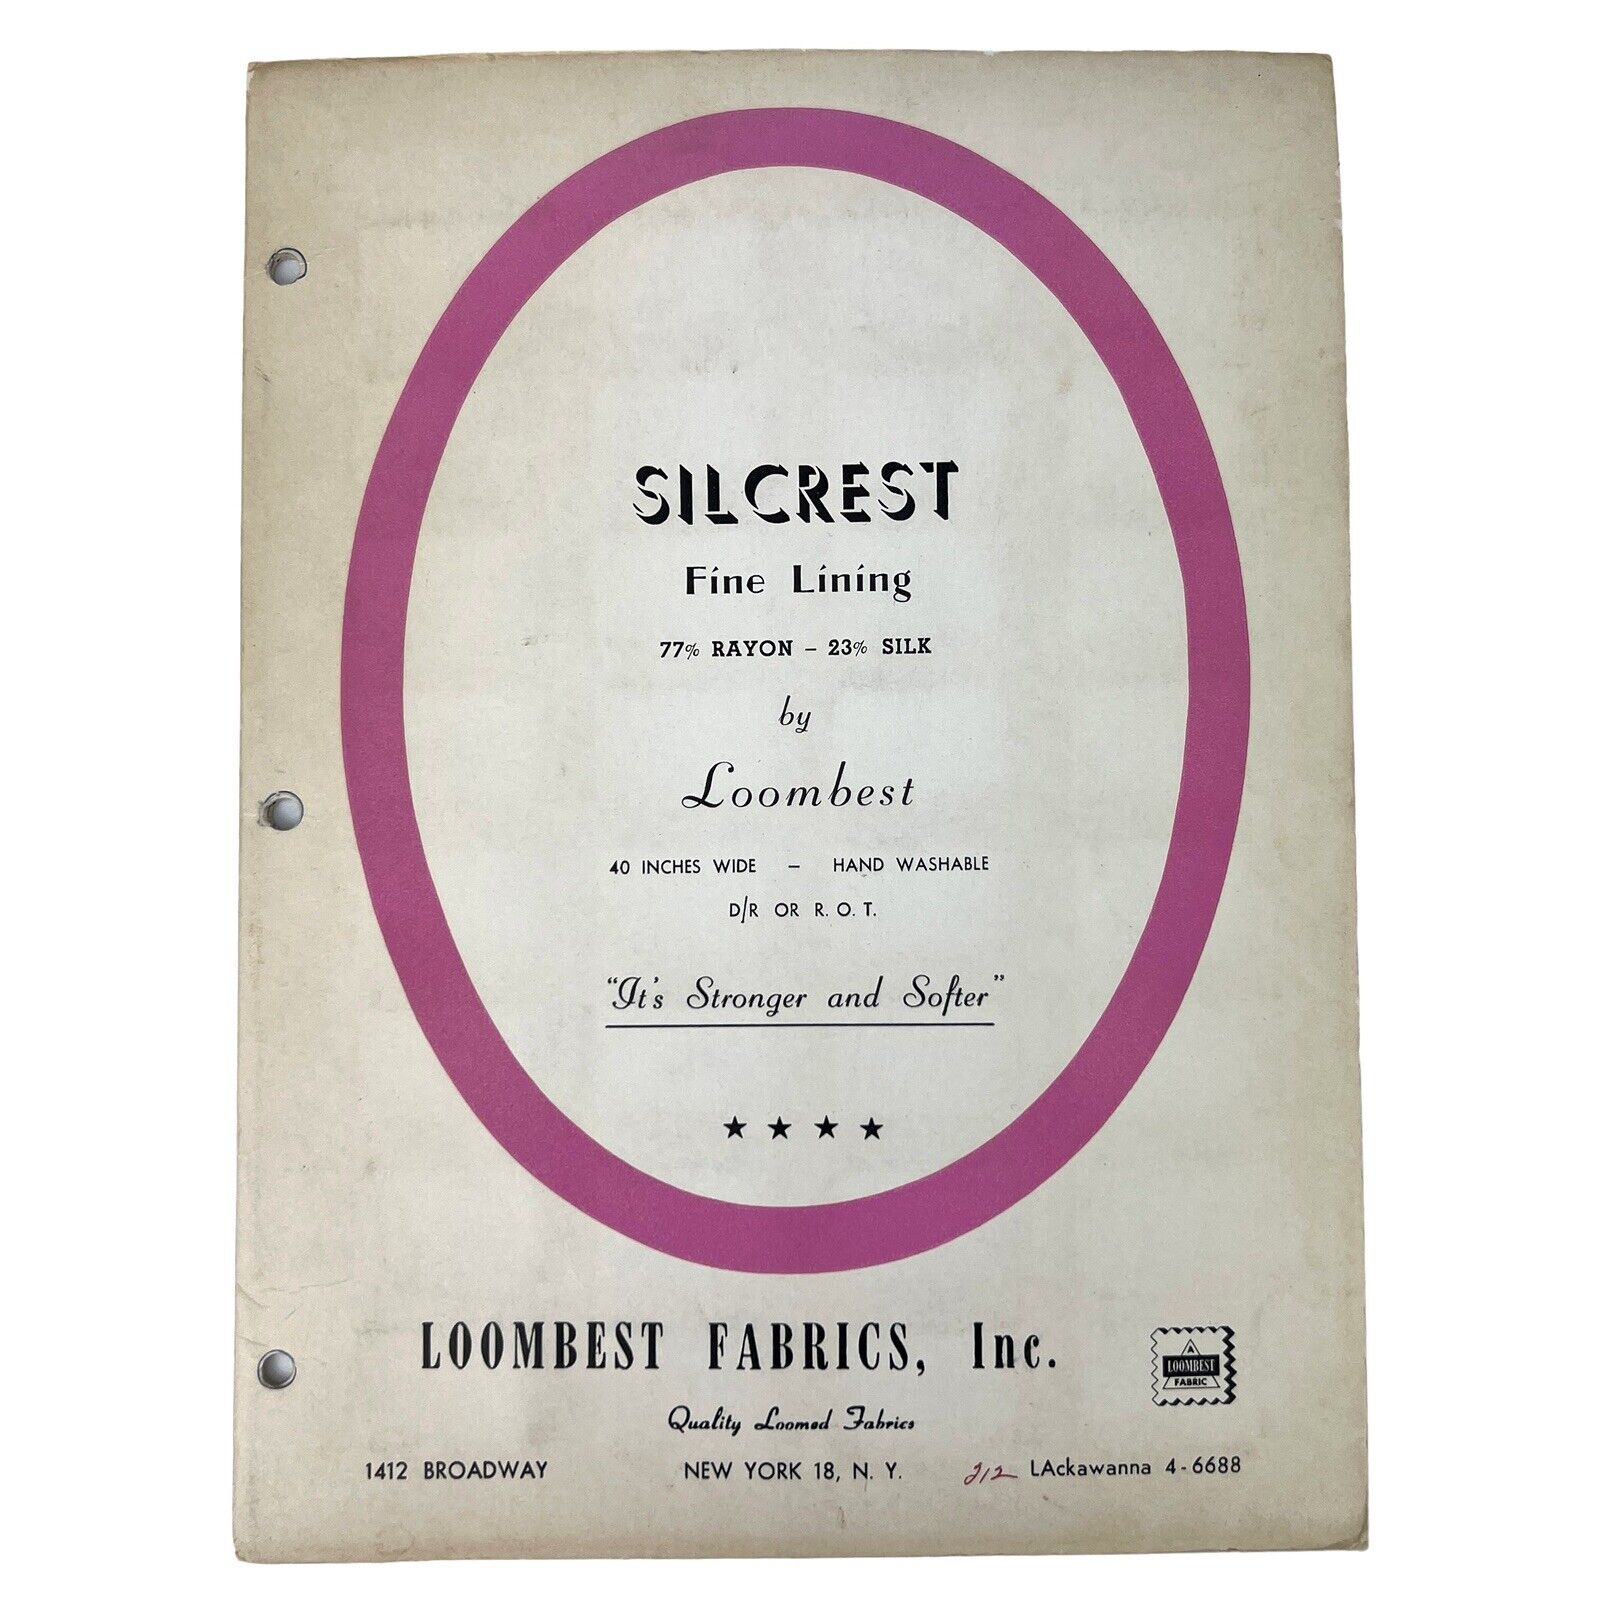 SILCREST
Fine Lining
77% RAYON – 23% SILK
by
Loombest
40 INCHES WIDE – HAND WASHABLE
D/R OR R. O. T.
"It's Stronger and Softer"
★ ★ ★ ★
LOOMBEST FABRICS, Inc.
A
LOOMBEST
FABRIC
Quality Loomed Fabrics
1412 BROADWAY NEW YORK 18, N. Y. 212 LAckawanna 4-6688